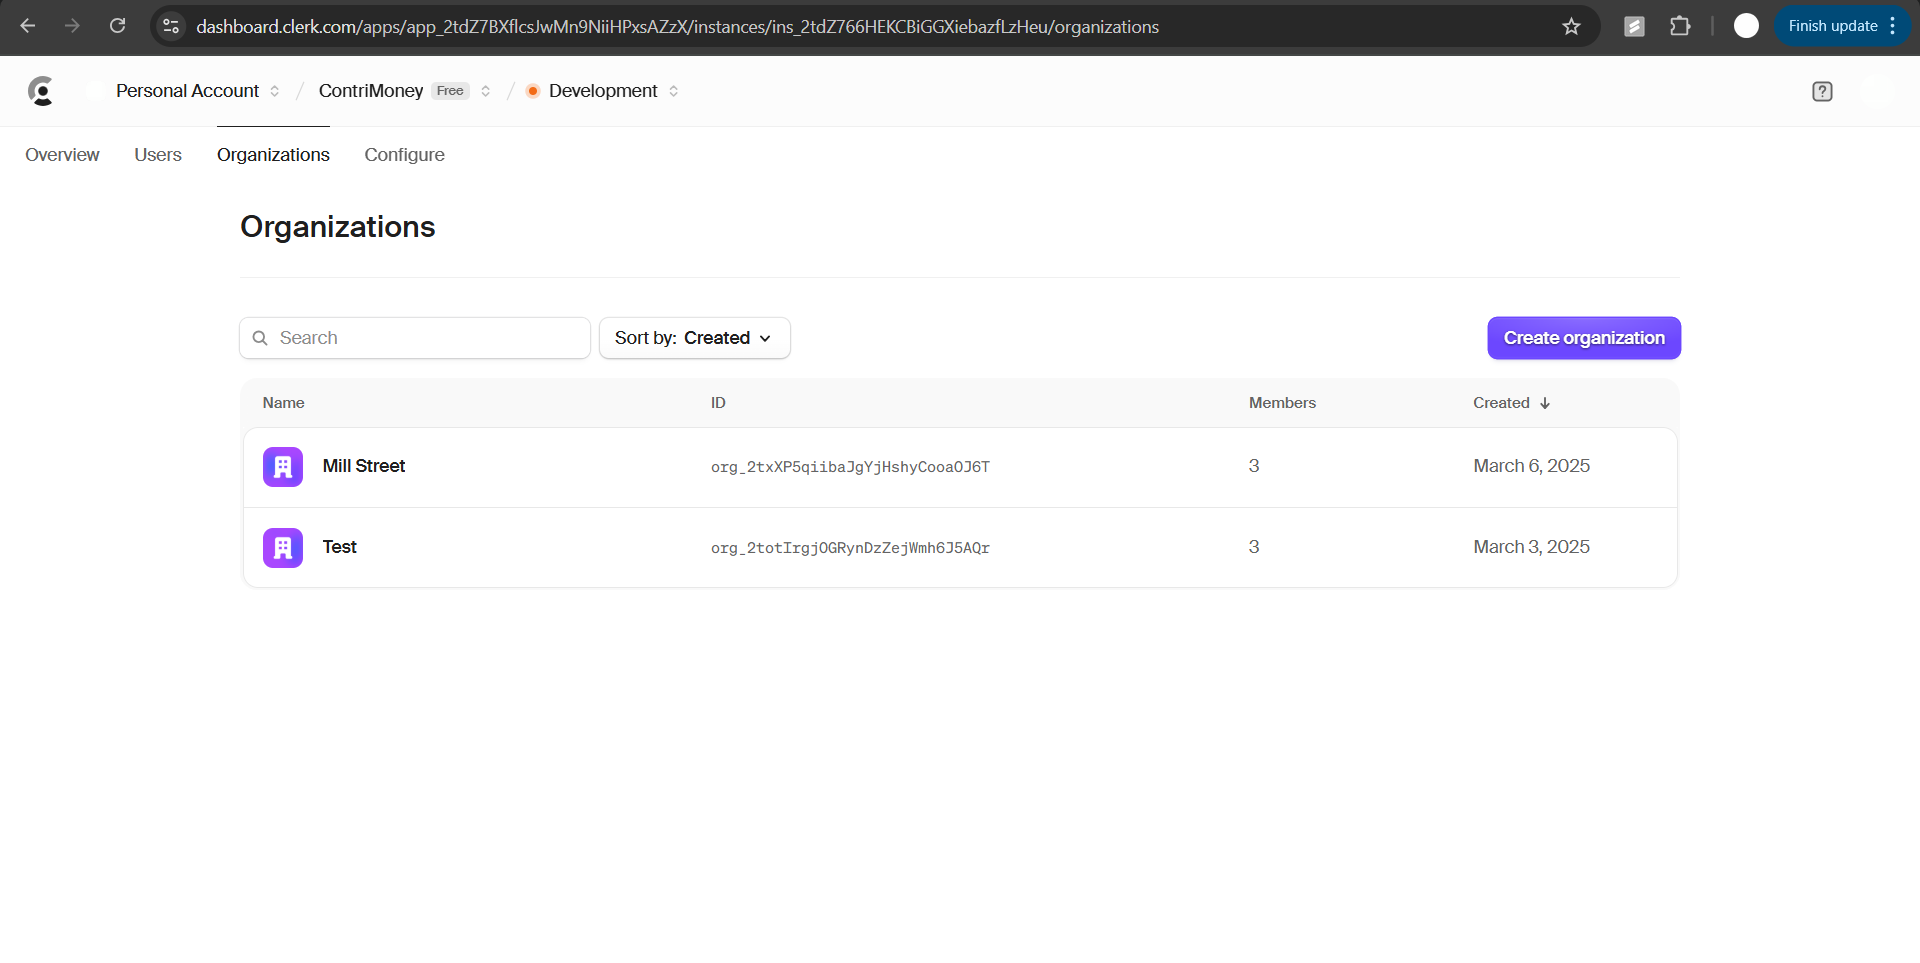 dashboard.clerk.com/apps/app_2tdZ7BXflcsJwMn9NiiHPxsAZzX/instances/ins_2tdZ766HEKCBiGGXiebazfLzHeu/organizations
Finish update
Personal Account / ContriMoney Free / Development
Overview Users Organizations Configure
Organizations
Search Sort by: Created Create organization
Name ID Members Created
Mill Street org_2txXP5qiibaJgYjHshyCooaOJ6T 3 March 6, 2025
Test org_2totIrgjOGRynDzZejWmh6J5AQr 3 March 3, 2025